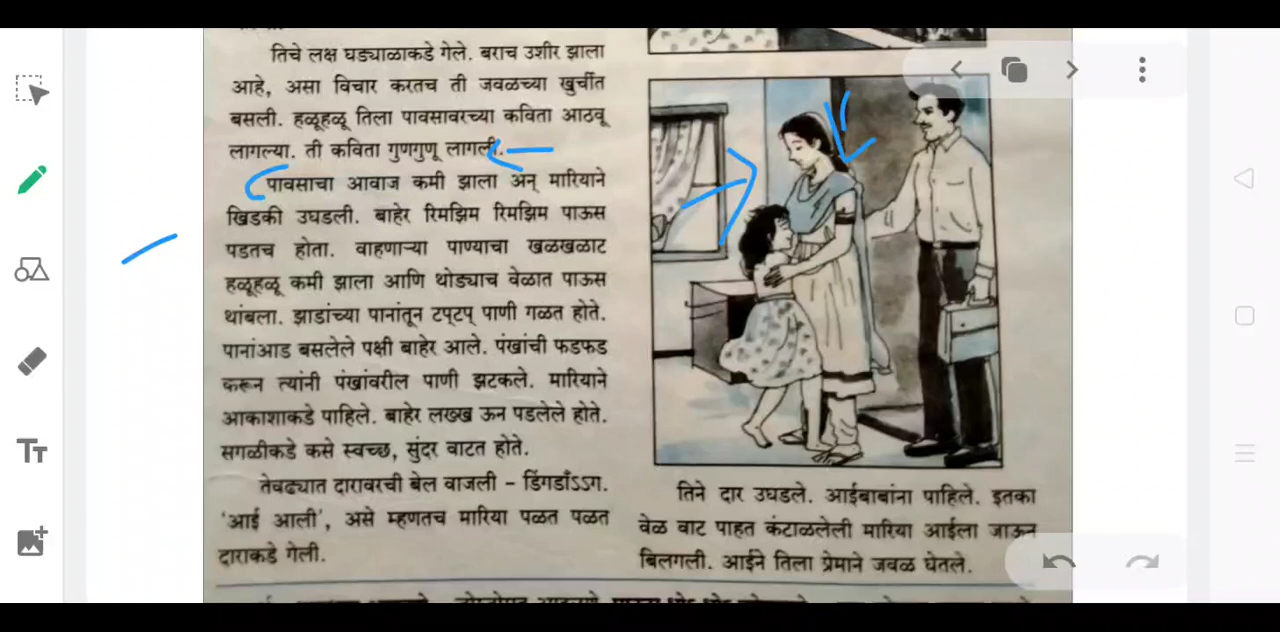 तिचे लक्ष घड्याळाकडे गेले. बराच उशीर झाला
आहे, असा विचार करतच ती जवळच्या खुर्चीत
बसली. हळूहळू तिला पावसावरच्या कविता आठवू
लागल्या. ती कविता गुणगुणू लागली.
पावसाचा आवाज कमी झाला अन् मारियाने
खिडकी उघडली. बाहेर रिमझिम रिमझिम पाऊस
पडतच होता. वाहणाऱ्या पाण्याचा खळखळाट
हळूहळू कमी झाला आणि थोड्याच वेळात पाऊस
थांबला. झाडांच्या पानांतून टप्टप् पाणी गळत होते.
पानांआड बसलेले पक्षी बाहेर आले. पंखांची फडफड
करून त्यांनी पंखांवरील पाणी झटकले. मारियाने
आकाशाकडे पाहिले. बाहेर लख्ख ऊन पडलेले होते.
सगळीकडे कसे स्वच्छ, सुंदर वाटत होते.
तेवढ्यात दारावरची बेल वाजली – डिंगडाँऽऽग.
‘आई आली’, असे म्हणतच मारिया पळत पळत
दाराकडे गेली.
तिने दार उघडले. आईबाबांना पाहिले. इतका
वेळ वाट पाहत कंटाळलेली मारिया आईला जाऊन
बिलगली. आईने तिला प्रेमाने जवळ घेतले.
Tт